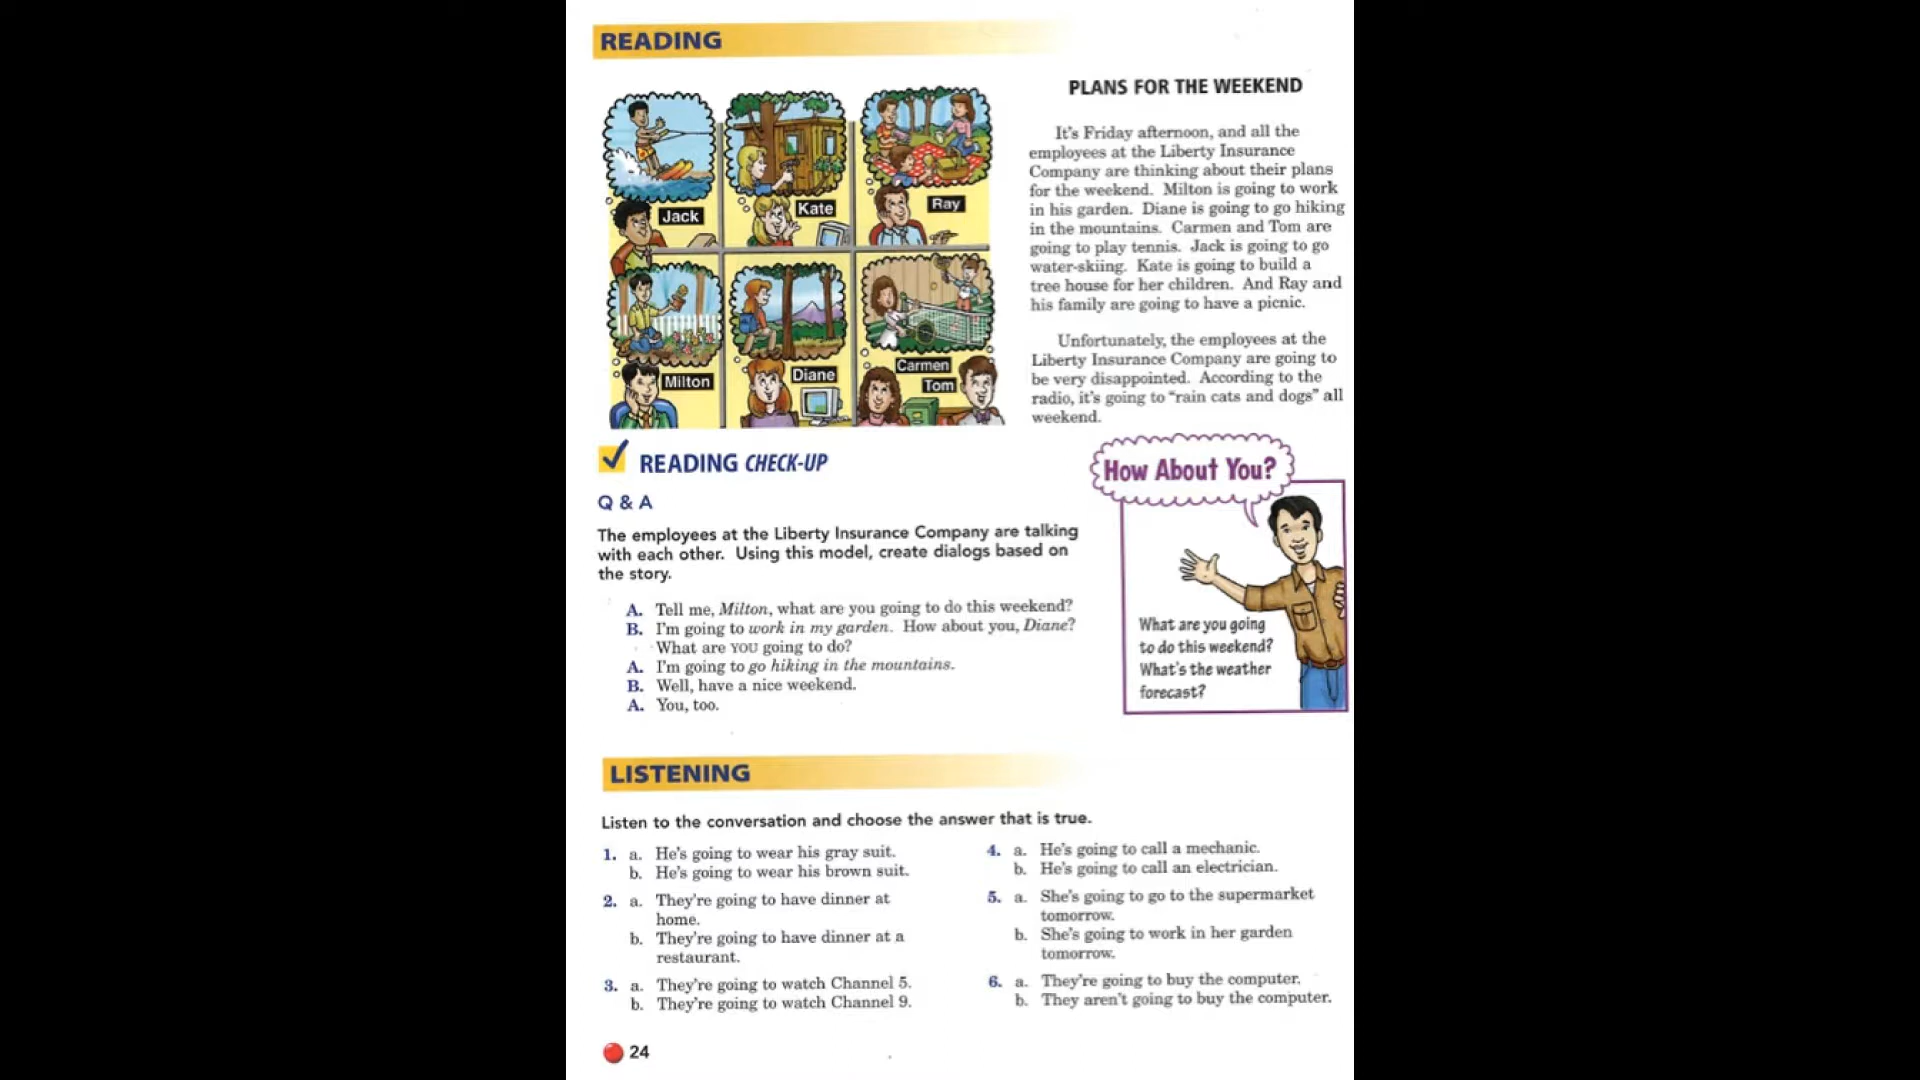 READING
Jack
Kate
Ray
Milton
Diane
Carmen
Tom
PLANS FOR THE WEEKEND
It's Friday afternoon, and all the
employees at the Liberty Insurance
Company are thinking about their plans
for the weekend. Milton is going to work
in his garden. Diane is going to go hiking
in the mountains. Carmen and Tom are
going to play tennis. Jack is going to go
water-skiing. Kate is going to build a
tree house for her children. And Ray and
his family are going to have a picnic.
Unfortunately, the employees at the
Liberty Insurance Company are going to
be very disappointed. According to the
radio, it's going to “rain cats and dogs” all
weekend.
READING CHECK-UP
Q & A
The employees at the Liberty Insurance Company are talking
with each other. Using this model, create dialogs based on
the story.
A. Tell me, Milton, what are you going to do this weekend?
B. I'm going to work in my garden. How about you, Diane?
What are YOU going to do?
A. I'm going to go hiking in the mountains.
B. Well, have a nice weekend.
A. You, too.
How About You?
What are you going
to do this weekend?
What's the weather
forecast?
LISTENING
Listen to the conversation and choose the answer that is true.
1. a. He's going to wear his gray suit.
b. He's going to wear his brown suit.
2. a. They're going to have dinner at
home.
b. They're going to have dinner at a
restaurant.
3. a. They're going to watch Channel 5.
b. They're going to watch Channel 9.
4. a. He's going to call a mechanic.
b. He's going to call an electrician.
5. a. She's going to go to the supermarket
tomorrow.
b. She's going to work in her garden
tomorrow.
6. a. They're going to buy the computer.
b. They aren't going to buy the computer.
24